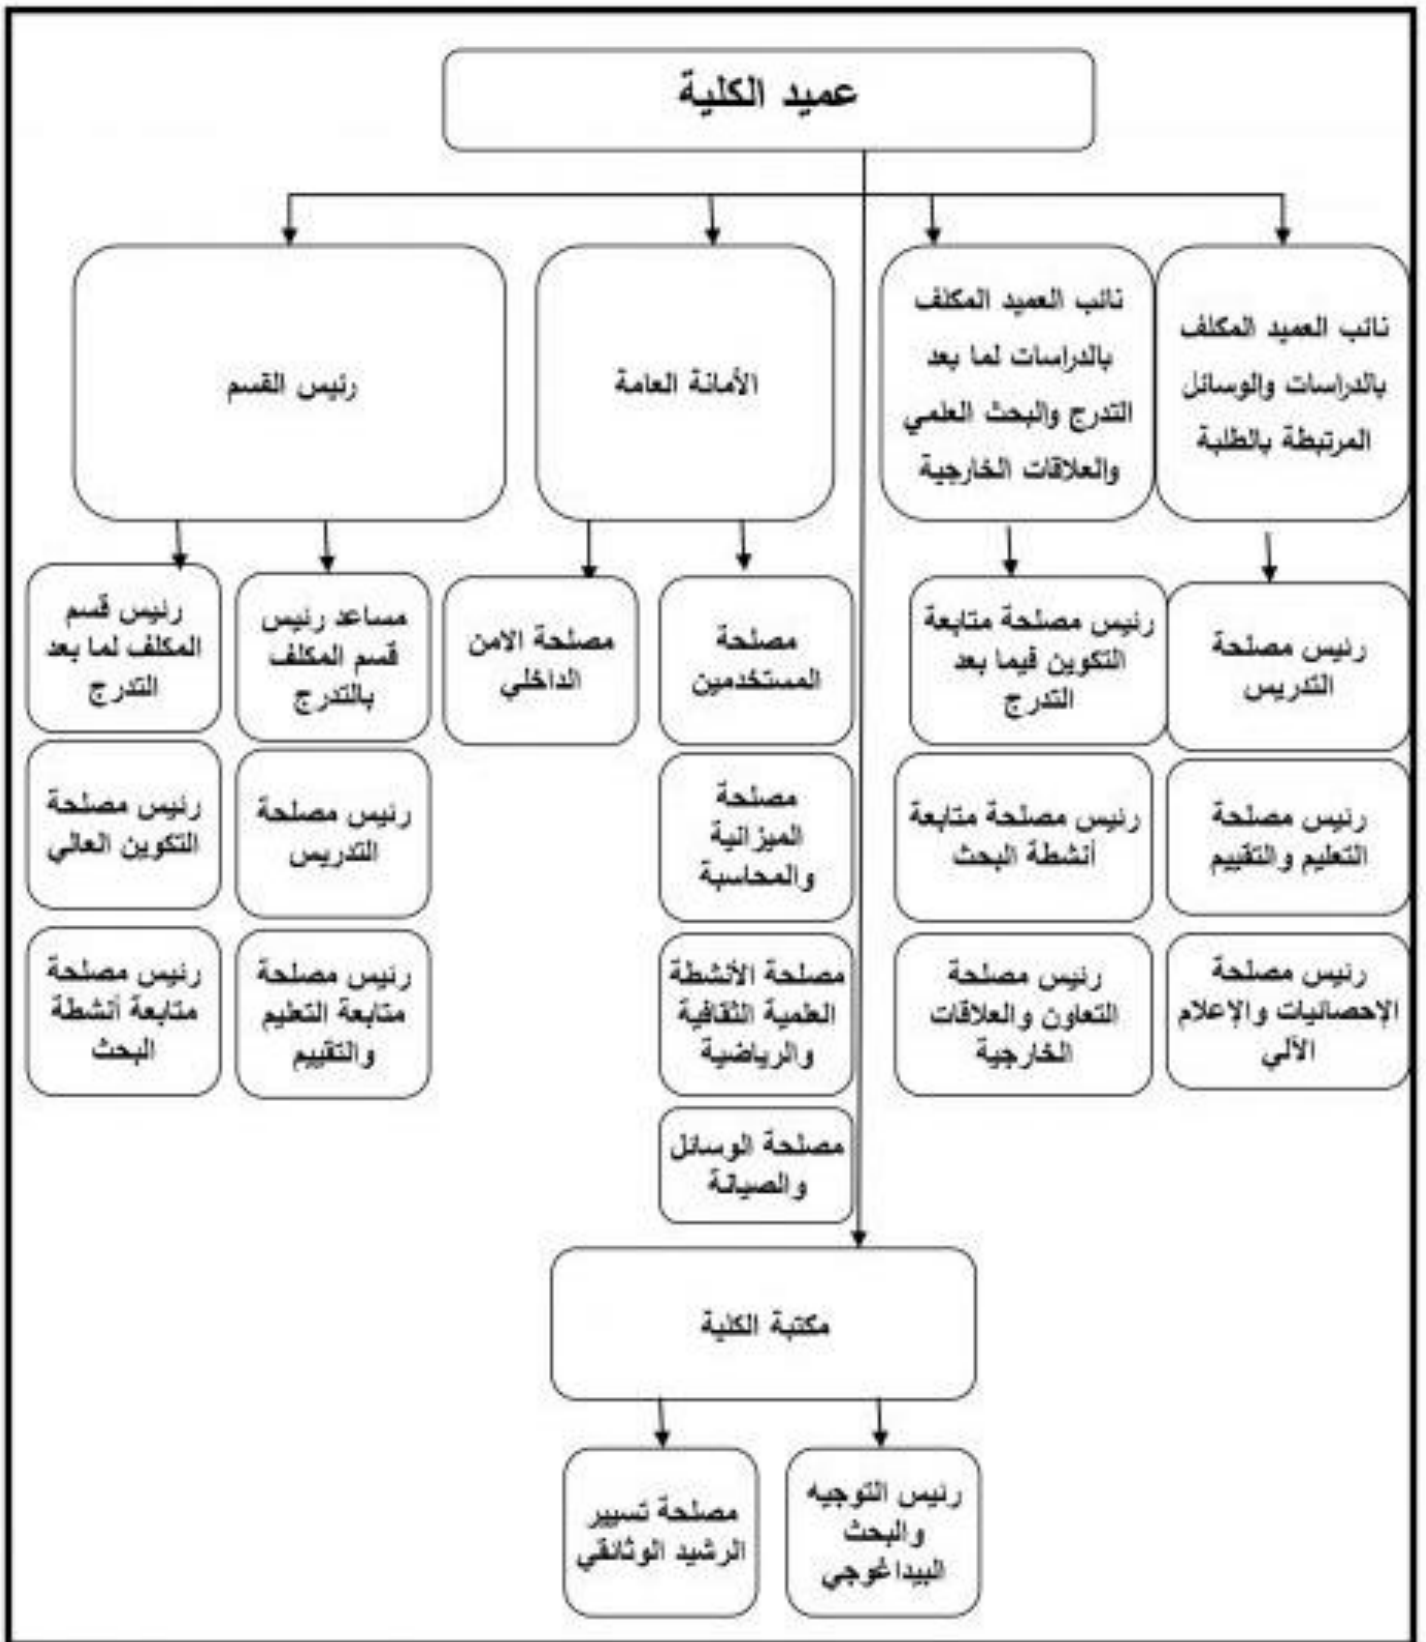 عميد الكلية
نائب العميد المكلف
بالدراسات والوسائل
المرتبطة بالطلبة
نائب العميد المكلف
بالدراسات لما بعد
التدرج والبحث العلمي
والعلاقات الخارجية
الأمانة العامة
رئيس القسم
رئيس مصلحة
التدريس
رئيس مصلحة
التعليم والتقييم
رئيس مصلحة
الإحصائيات والإعلام
الآلي
رئيس مصلحة متابعة
التكوين فيما بعد
التدرج
رئيس مصلحة متابعة
أنشطة البحث
رئيس مصلحة
التعاون والعلاقات
الخارجية
مصلحة
المستخدمين
مصلحة
الميزانية
والمحاسبة
مصلحة الأنشطة
العلمية الثقافية
والرياضية
مصلحة الوسائل
والصيانة
مصلحة الامن
الداخلي
مساعد رئيس
قسم المكلف
بالتدرج
رئيس مصلحة
التدريس
رئيس مصلحة
متابعة التعليم
والتقييم
رئيس قسم
المكلف لما بعد
التدرج
رئيس مصلحة
التكوين العالي
رئيس مصلحة
متابعة أنشطة
البحث
مكتبة الكلية
رئيس التوجيه
والبحث
البيداغوجي
مصلحة تسيير
الرشيد الوثائقي